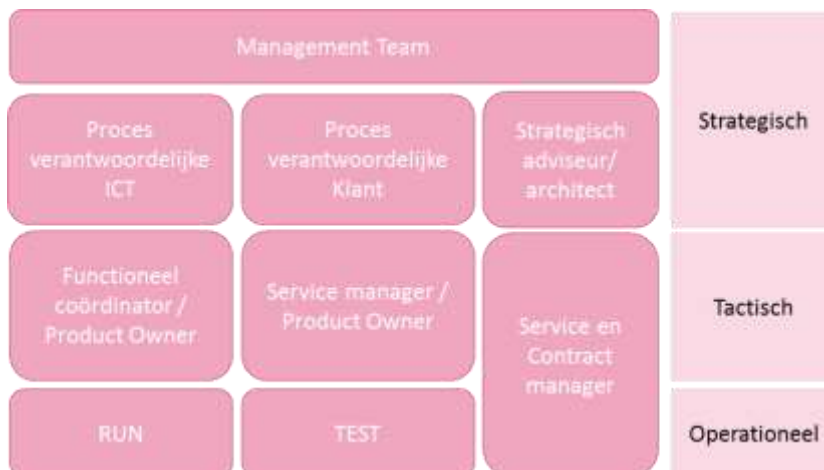 Management Team
Strategisch
Proces
verantwoordelijke
ICT
Proces
verantwoordelijke
Klant
Strategisch
adviseur/
architect
Functioneel
coördinator /
Product Owner
Service manager /
Product Owner
Service en
Contract
manager
Tactisch
RUN
TEST
Operationeel